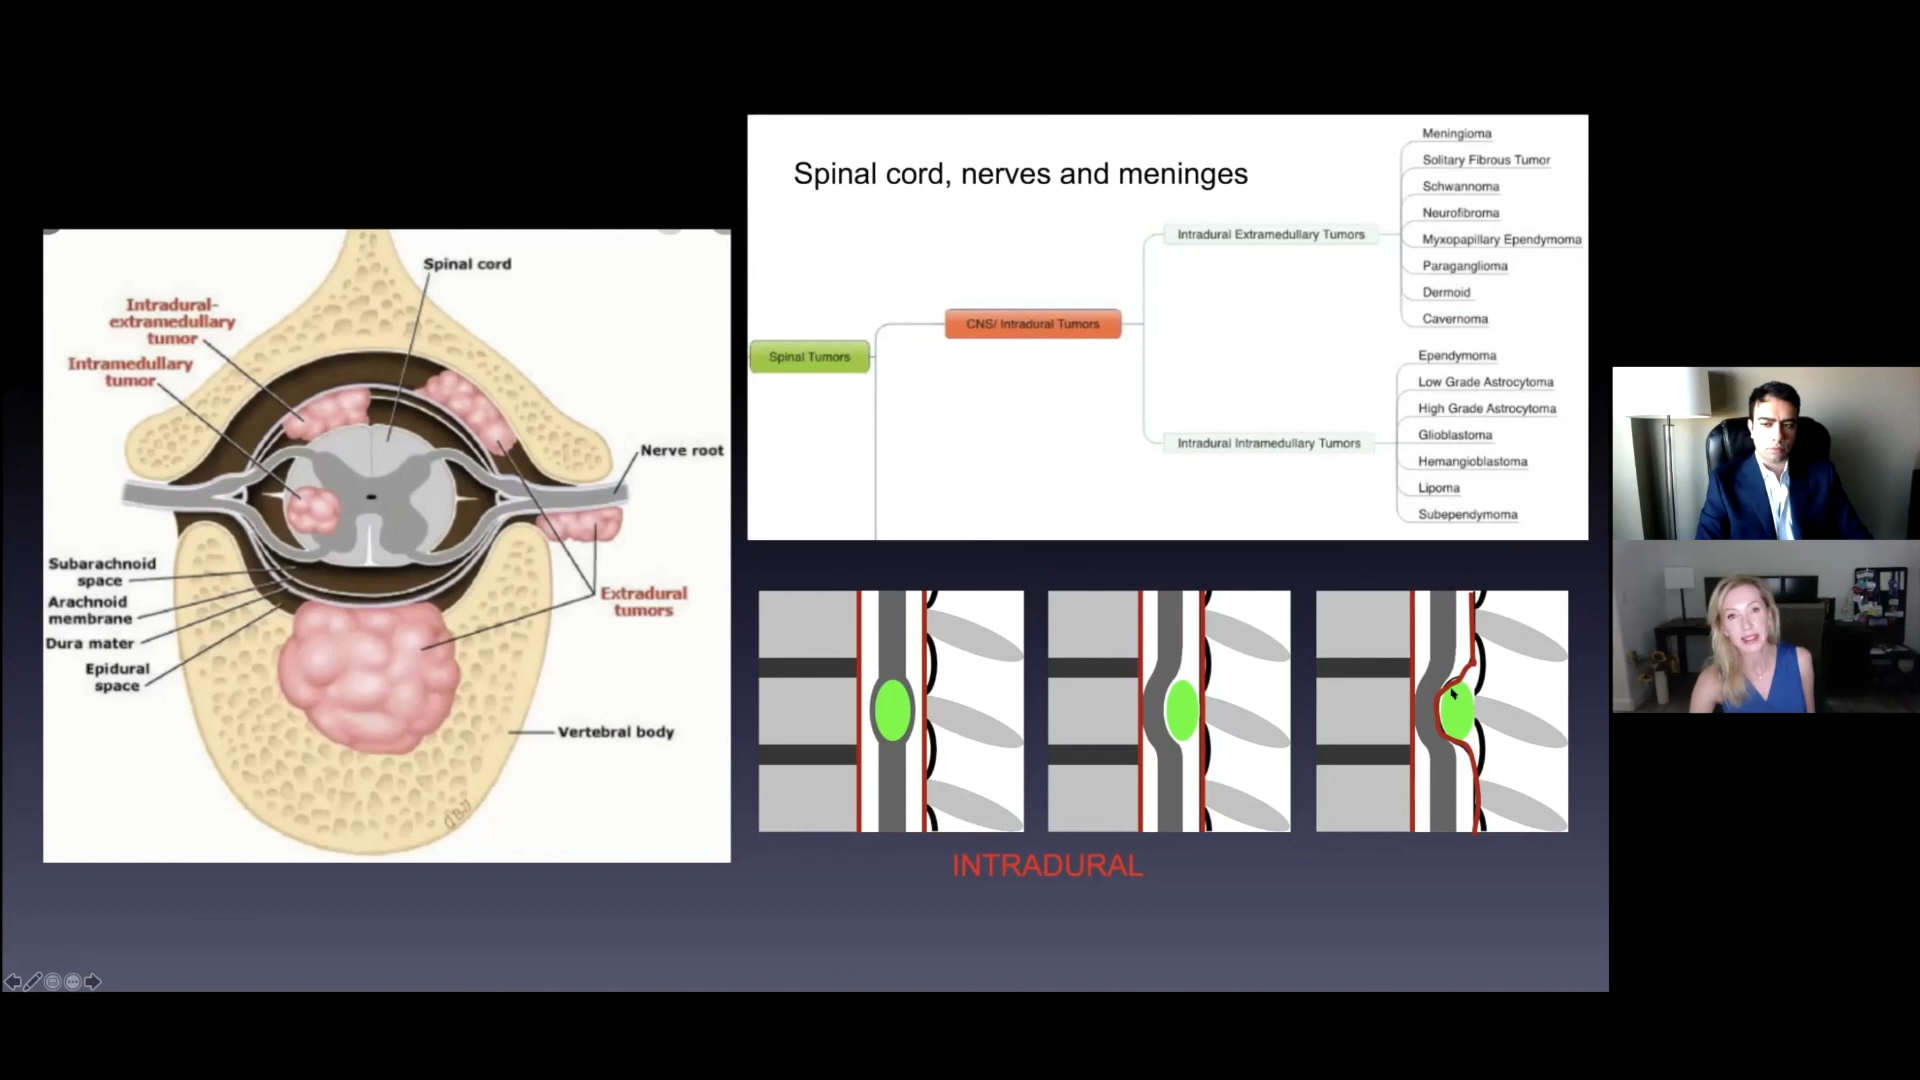 Spinal cord
Intradural-
extramedullary
tumor
Intramedullary
tumor
Nerve root
Subarachnoid
space
Arachnoid
membrane
Dura mater
Epidural
space
Extradural
tumors
Vertebral body
Spinal cord, nerves and meninges
Spinal Tumors
CNS/ Intradural Tumors
Intradural Extramedullary Tumors
Meningioma
Solitary Fibrous Tumor
Schwannoma
Neurofibroma
Myxopapillary Ependymoma
Paraganglioma
Dermoid
Cavernoma
Intradural Intramedullary Tumors
Ependymoma
Low Grade Astrocytoma
High Grade Astrocytoma
Glioblastoma
Hemangioblastoma
Lipoma
Subependymoma
INTRADURAL